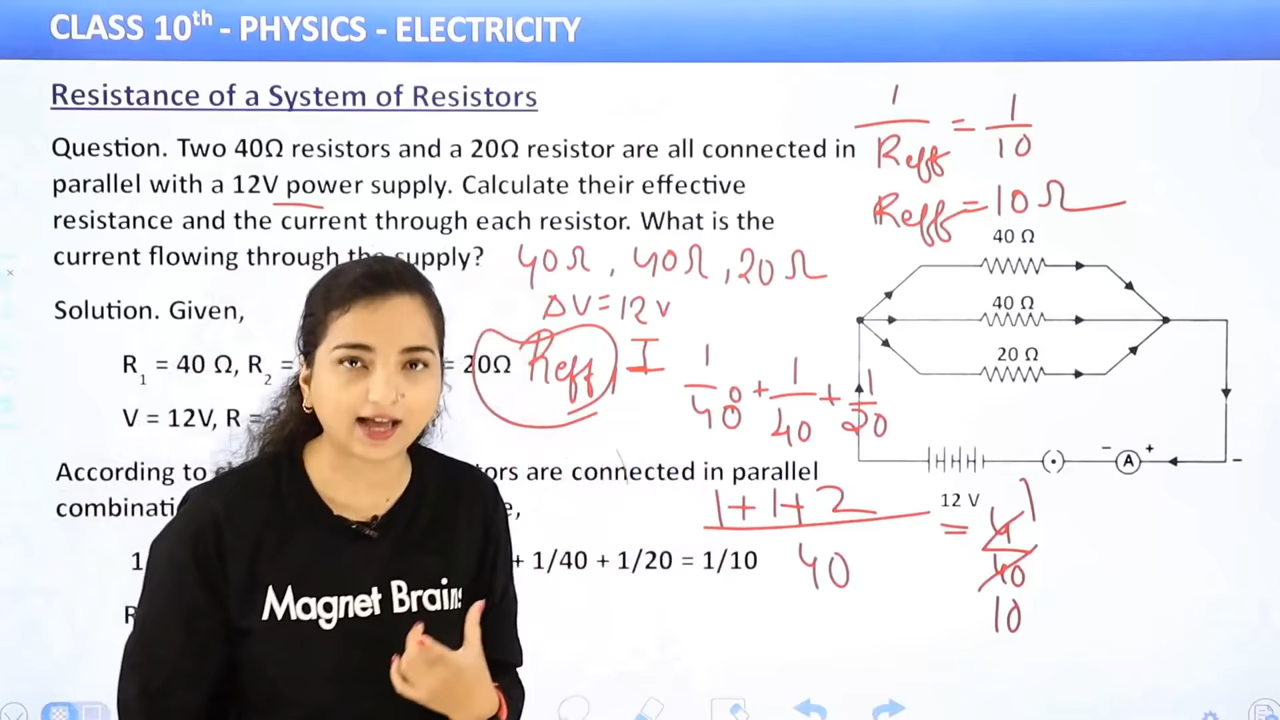 CLASS 10th - PHYSICS - ELECTRICITY
Resistance of a System of Resistors
Question. Two 40Ω resistors and a 20Ω resistor are all connected in
parallel with a 12V power supply. Calculate their effective
resistance and the current through each resistor. What is the
current flowing through the supply?
40Ω, 40Ω, 20Ω
ΔV=12V
Solution. Given,
R1 = 40 Ω, R2 = = 20Ω
Reff, I
V = 12V, R =
According to are connected in parallel
1 + 1/40 + 1/20 = 1/10
R
1/Reff = 1/10
Reff=10Ω
40 Ω
40 Ω
20 Ω
- A +
-
12 V
1/40 + 1/40 + 1/20
1+1+2/40 = 4/40
1
10
Magnet Brains